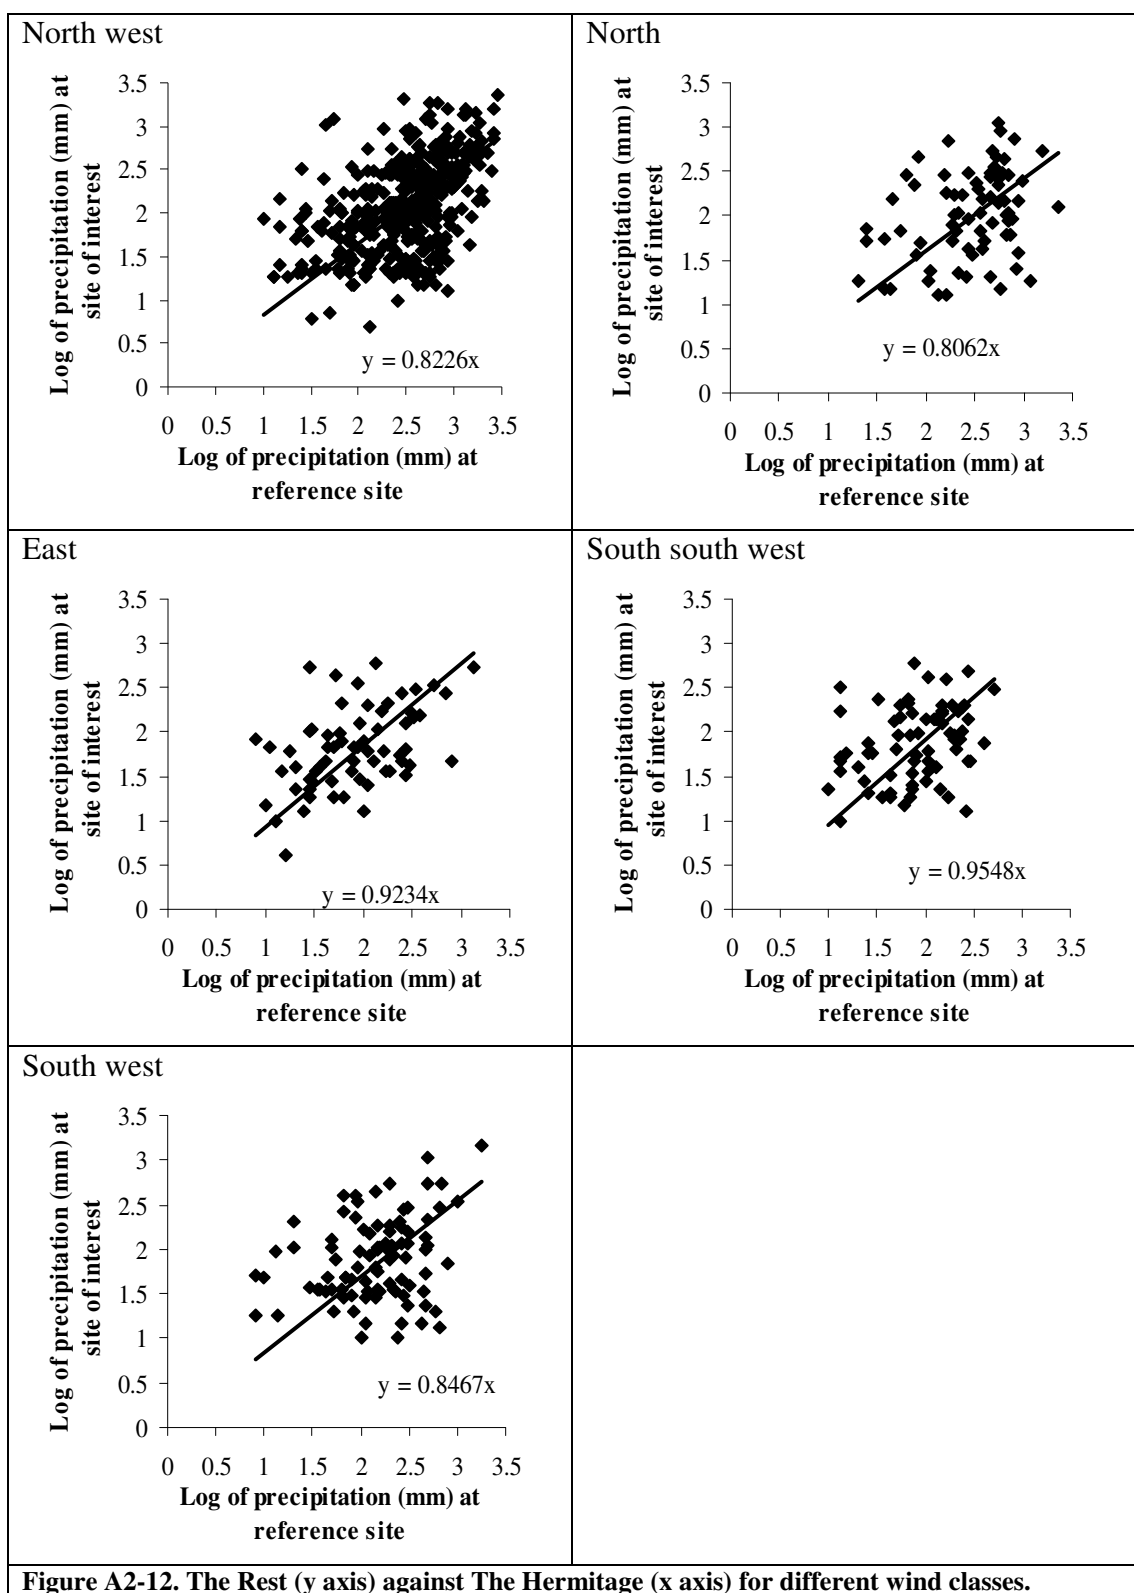 North west
Log of precipitation (mm) at
site of interest
3.5
3
2.5
2
1.5
1
0.5
0
y = 0.8226x
0 0.5 1 1.5 2 2.5 3 3.5
Log of precipitation (mm) at
reference site
North
Log of precipitation (mm) at
site of interest
3.5
3
2.5
2
1.5
1
0.5
0
y = 0.8062x
0 0.5 1 1.5 2 2.5 3 3.5
Log of precipitation (mm) at
reference site
East
Log of precipitation (mm) at
site of interest
3.5
3
2.5
2
1.5
1
0.5
0
y = 0.9234x
0 0.5 1 1.5 2 2.5 3 3.5
Log of precipitation (mm) at
reference site
South south west
Log of precipitation (mm) at
site of interest
3.5
3
2.5
2
1.5
1
0.5
0
y = 0.9548x
0 0.5 1 1.5 2 2.5 3 3.5
Log of precipitation (mm) at
reference site
South west
Log of precipitation (mm) at
site of interest
3.5
3
2.5
2
1.5
1
0.5
0
y = 0.8467x
0 0.5 1 1.5 2 2.5 3 3.5
Log of precipitation (mm) at
reference site
Figure A2-12. The Rest (y axis) against The Hermitage (x axis) for different wind classes.